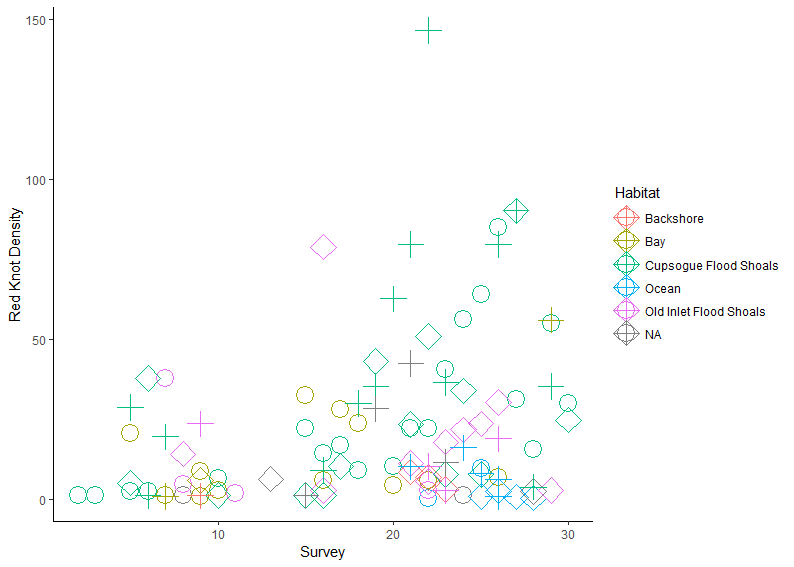 150
100
50
0
10
20
30
Survey
Red Knot Density
Habitat
Backshore
Bay
Cupsogue Flood Shoals
Ocean
Old Inlet Flood Shoals
NA